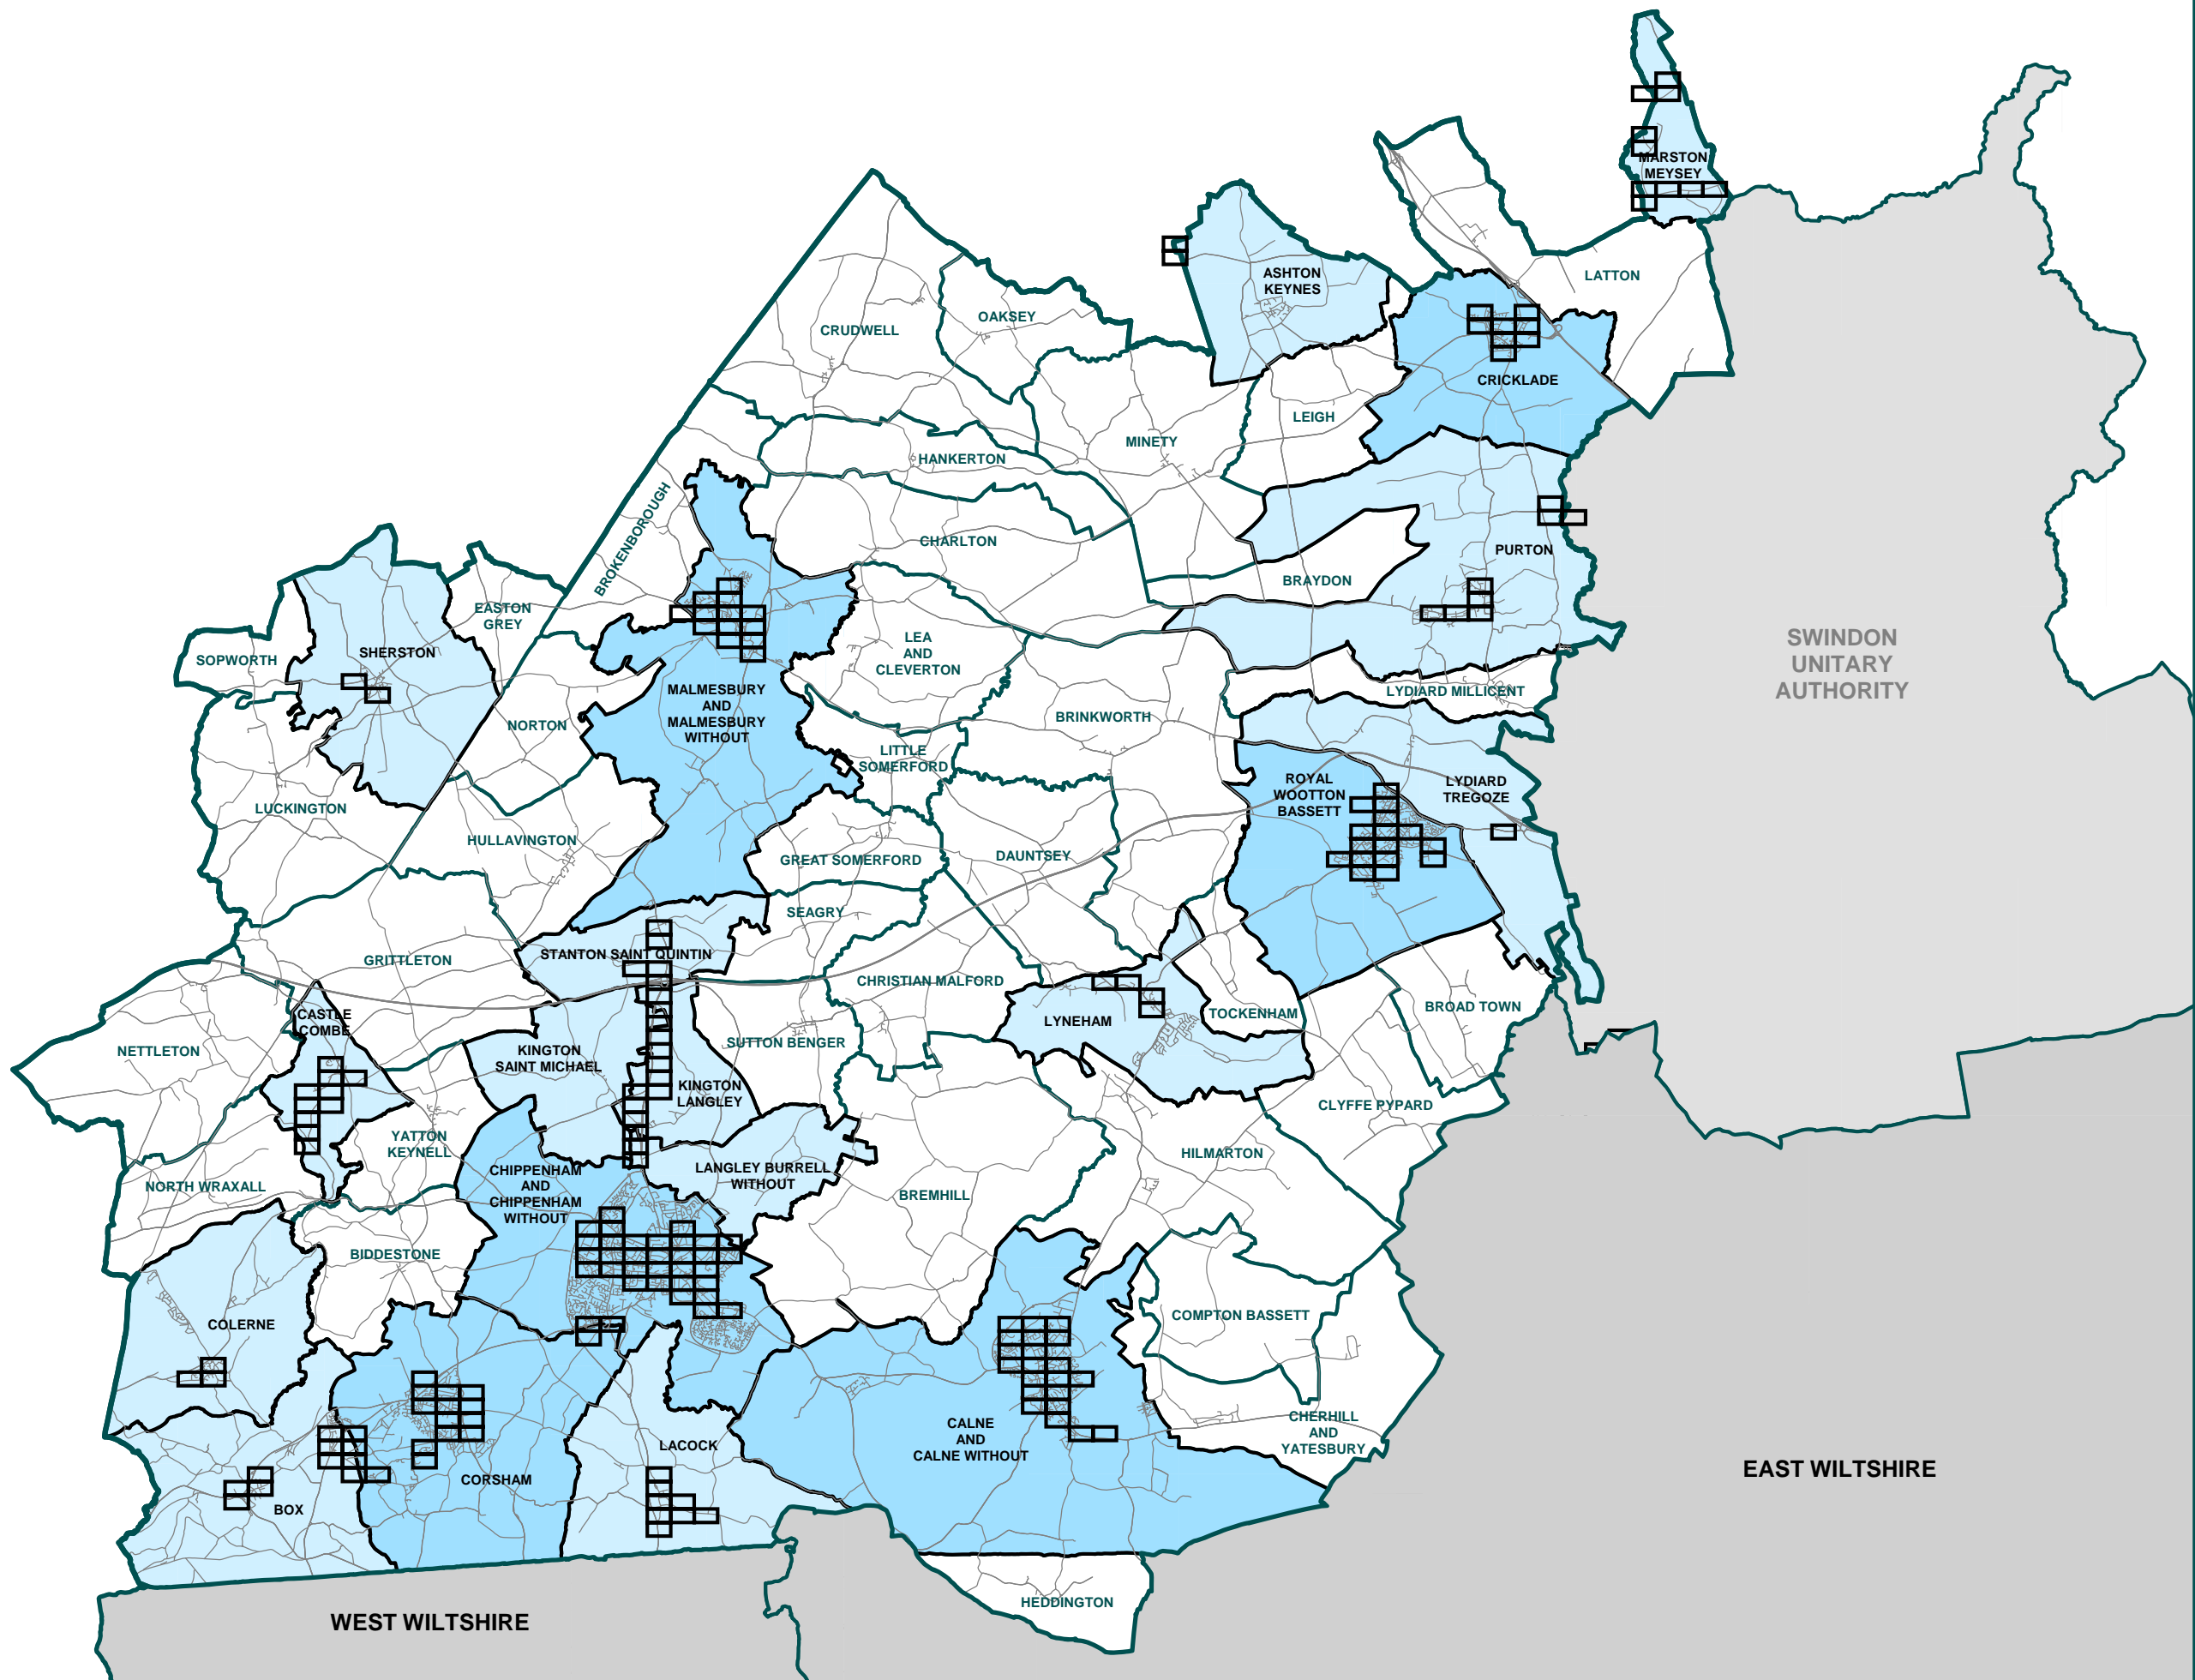 MARSTON
MEYSEY
LATTON
ASHTON
KEYNES
OAKSEY
CRUDWELL
CRICKLADE
LEIGH
MINETY
HANKERTON
BROKENBOROUGH
CHARLTON
PURTON
BRAYDON
EASTON
GREY
SHERSTON
SOPWORTH
LEA
AND
CLEVERTON
SWINDON
UNITARY
AUTHORITY
MALMESBURY
AND
MALMESBURY
WITHOUT
LYDIARD MILLICENT
NORTON
BRINKWORTH
LITTLE
SOMERFORD
ROYAL
WOOTTON
BASSETT
LYDIARD
TREGOZE
LUCKINGTON
HULLAVINGTON
GREAT SOMERFORD
DAUNTSEY
SEAGRY
STANTON SAINT QUINTIN
GRITTLETON
CHRISTIAN MALFORD
BROAD TOWN
TOCKENHAM
LYNEHAM
CASTLE
COMBE
NETTLETON
SUTTON BENGER
KINGTON
SAINT MICHAEL
KINGTON
LANGLEY
CLYFFE PYPARD
YATTON
KEYNELL
HILMARTON
CHIPPENHAM
AND
CHIPPENHAM
WITHOUT
LANGLEY BURRELL
WITHOUT
NORTH WRAXALL
BREMHILL
BIDDESTONE
COMPTON BASSETT
COLERNE
CHERHILL
AND
YATESBURY
CALNE
AND
CALNE WITHOUT
LACOCK
CORSHAM
BOX
EAST WILTSHIRE
HEDDINGTON
WEST WILTSHIRE